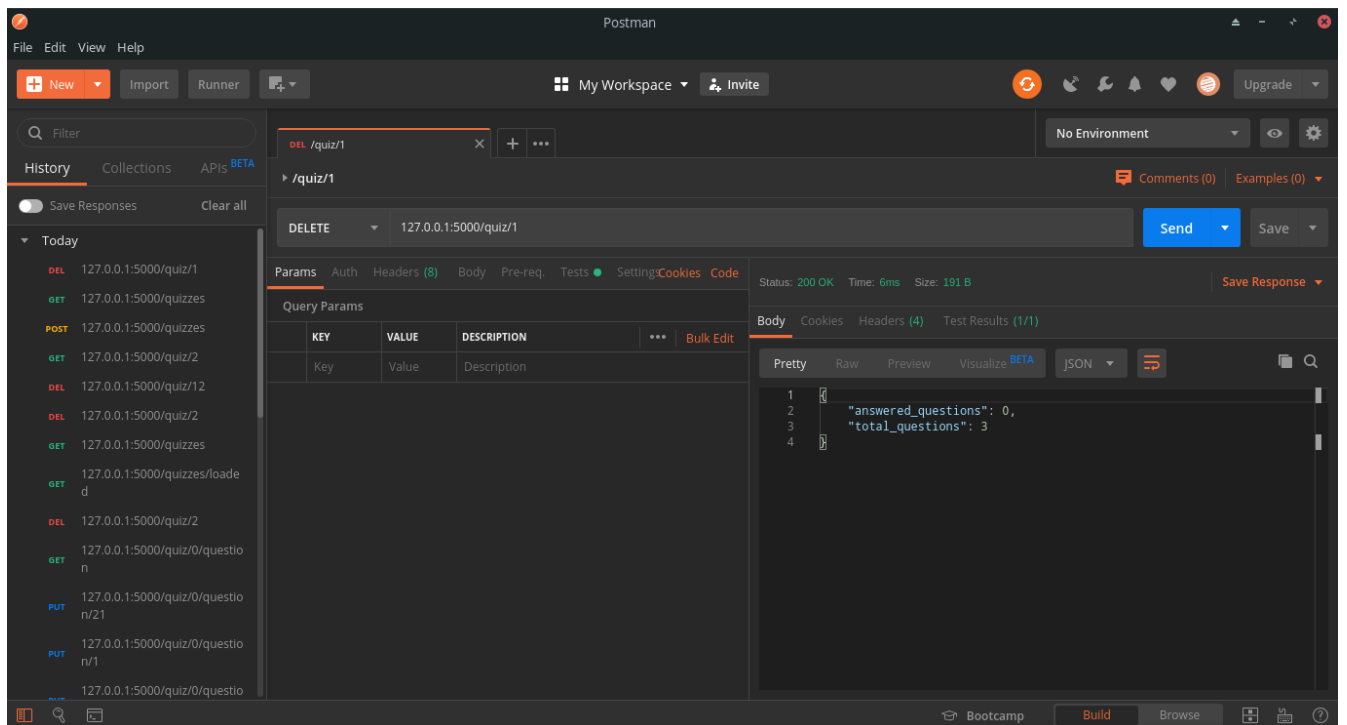 Postman
File Edit View Help
New Import Runner My Workspace Invite Upgrade
Filter
History Collections APIs BETA
Save Responses Clear all
Today
DEL 127.0.0.1:5000/quiz/1
GET 127.0.0.1:5000/quizzes
POST 127.0.0.1:5000/quizzes
GET 127.0.0.1:5000/quiz/2
DEL 127.0.0.1:5000/quiz/12
DEL 127.0.0.1:5000/quiz/2
GET 127.0.0.1:5000/quizzes
GET 127.0.0.1:5000/quizzes/loade
d
DEL 127.0.0.1:5000/quiz/2
GET 127.0.0.1:5000/quiz/0/questio
n
PUT 127.0.0.1:5000/quiz/0/questio
n/21
PUT 127.0.0.1:5000/quiz/0/questio
n/1
PUT 127.0.0.1:5000/quiz/0/questio
DEL /quiz/1
No Environment
/quiz/1
Comments (0) Examples (0)
DELETE 127.0.0.1:5000/quiz/1 Send Save
Params Auth Headers (8) Body Pre-req. Tests Settings Cookies Code
Query Params
KEY VALUE DESCRIPTION Bulk Edit
Key Value Description
Status: 200 OK Time: 6ms Size: 191 B Save Response
Body Cookies Headers (4) Test Results (1/1)
Pretty Raw Preview Visualize BETA JSON
1 {
2 "answered_questions": 0,
3 "total_questions": 3
4 }
Bootcamp Build Browse